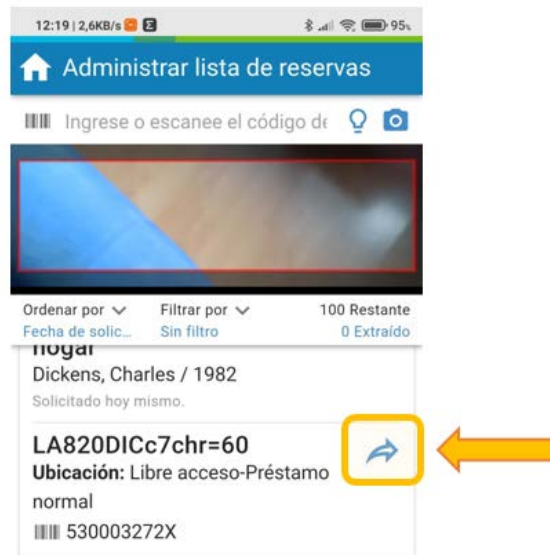 12:19 | 2,6KB/s 95%
Administrar lista de reservas
Ingrese o escanee el código de
Ordenar por Filtrar por 100 Restante
Fecha de solic... Sin filtro 0 Extraído
hogar
Dickens, Charles / 1982
Solicitado hoy mismo.
LA820DICc7chr=60
Ubicación: Libre acceso-Préstamo
normal
530003272X